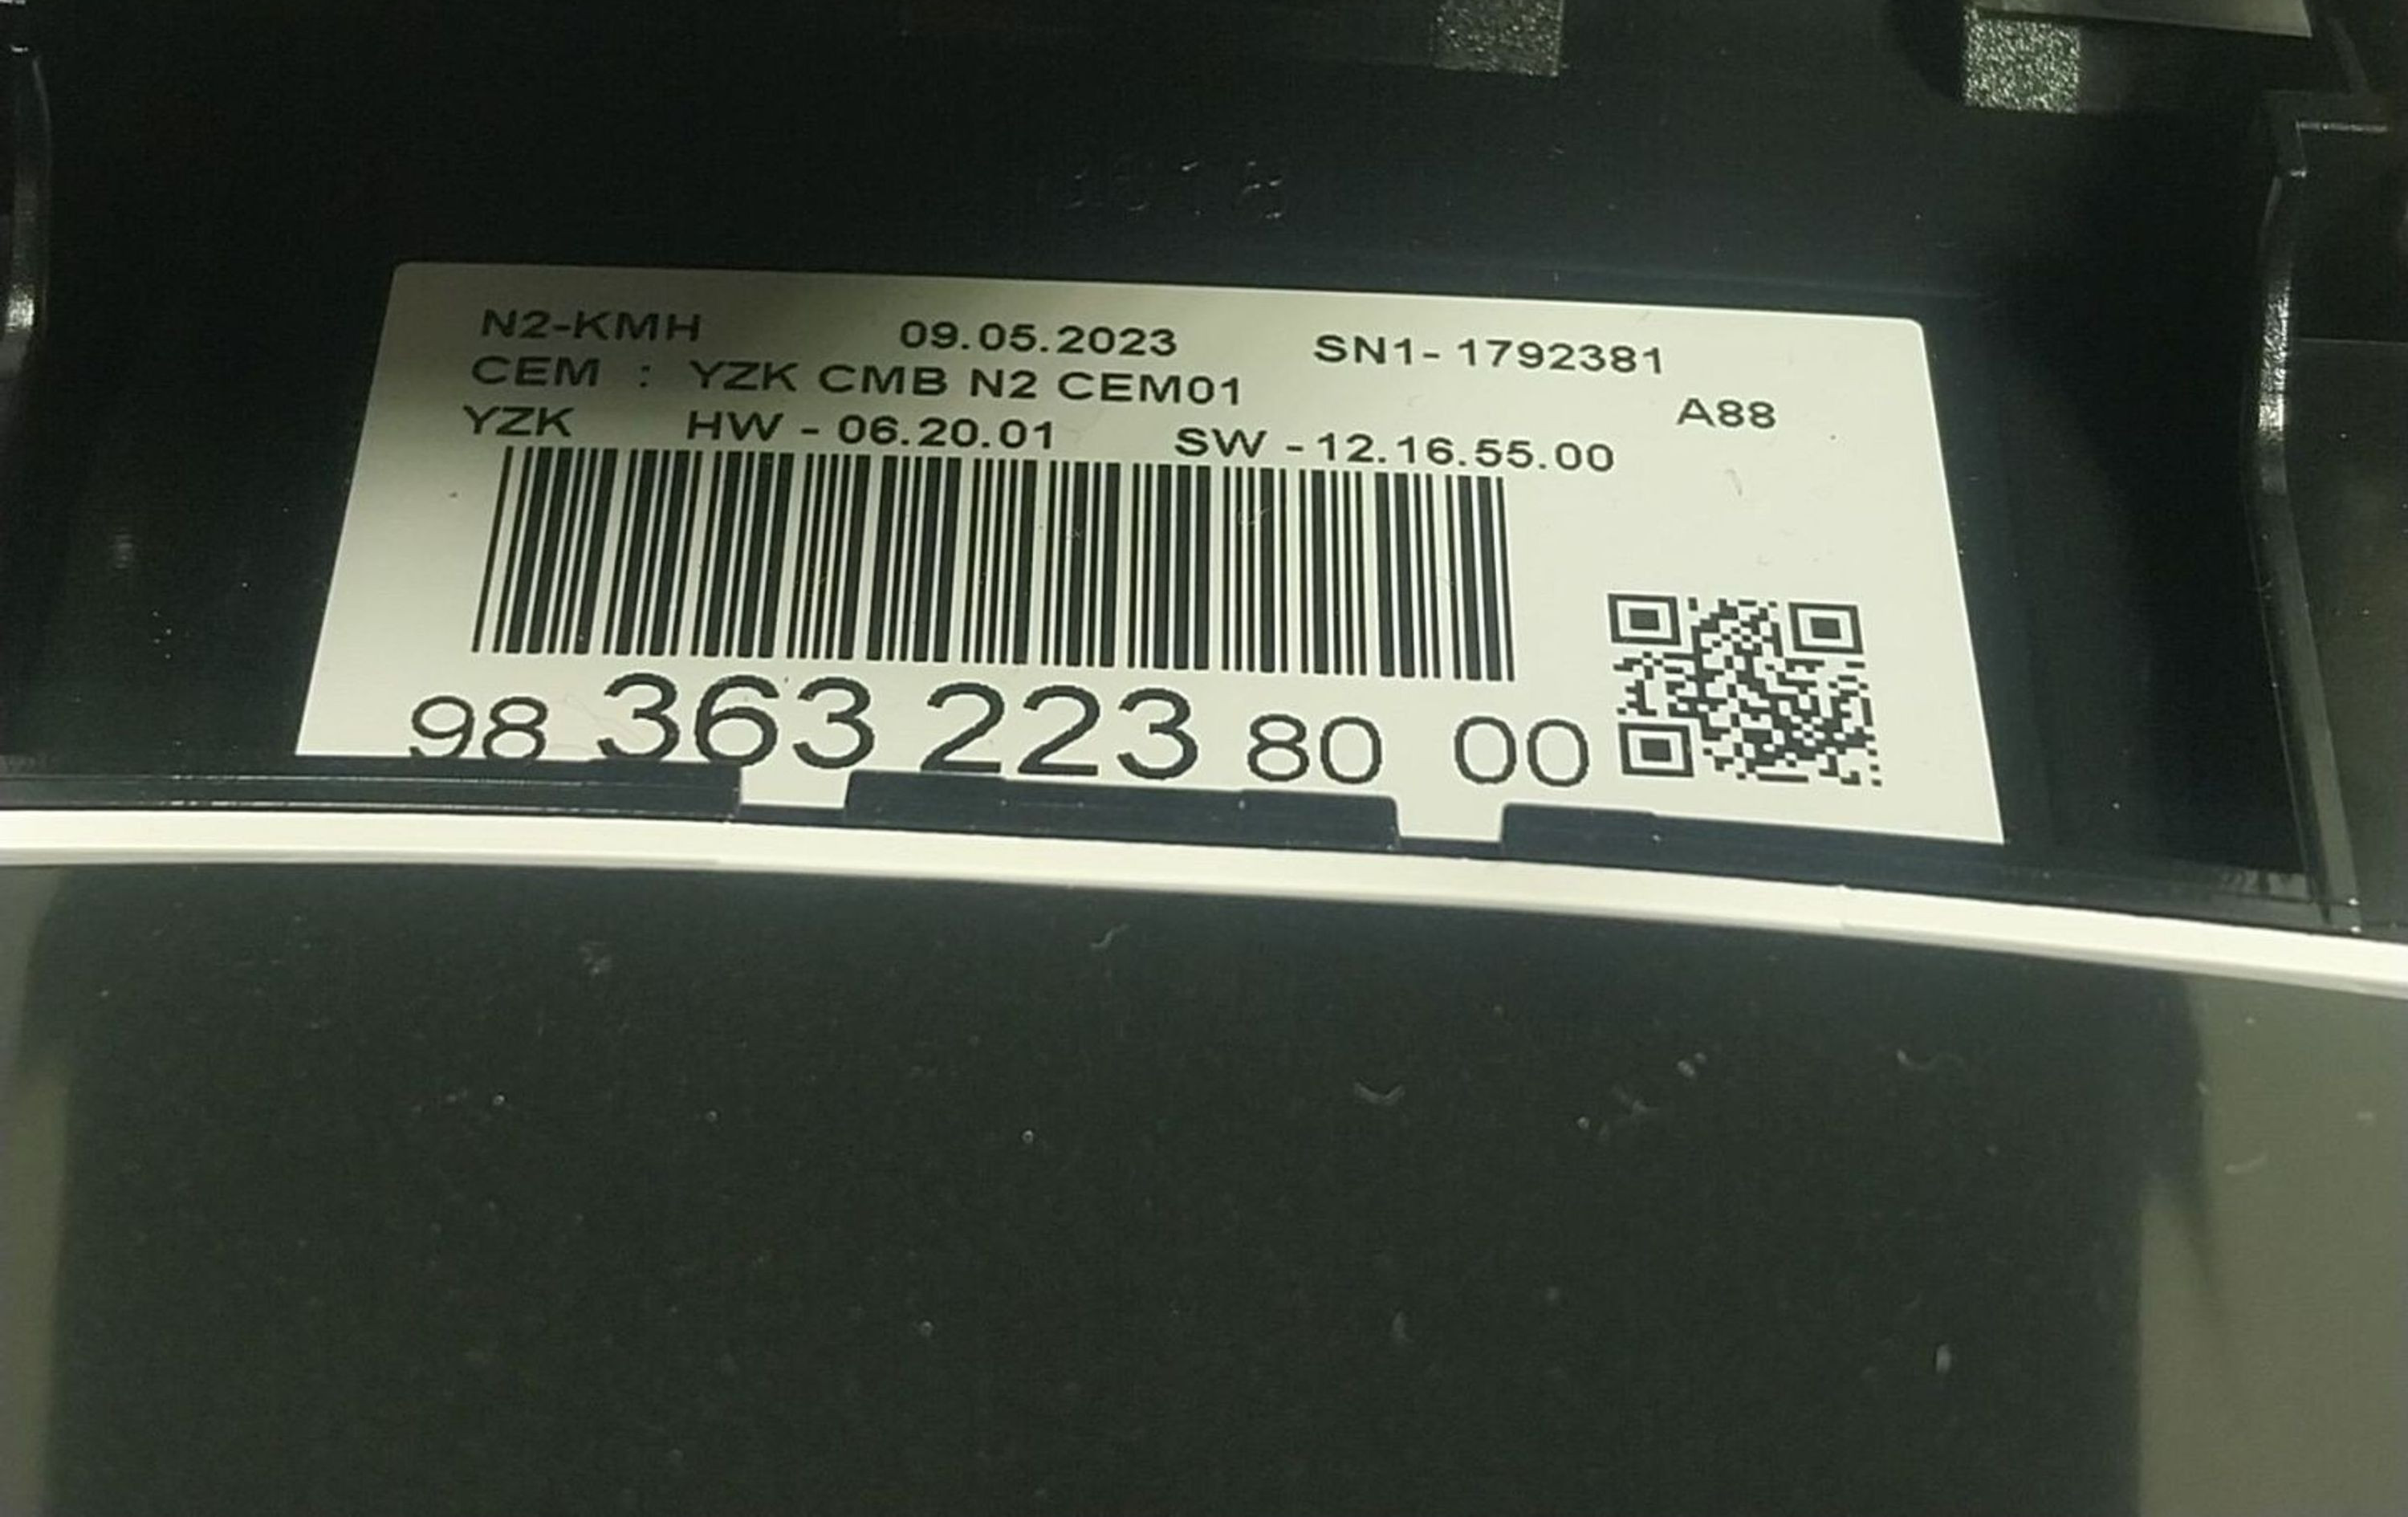 N2-KMH 09.05.2023 SN1- 1792381
CEM : YZK CMB N2 CEM01
A88
YZK HW - 06.20.01 SW - 12.16.55.00
98 363 223 80 00